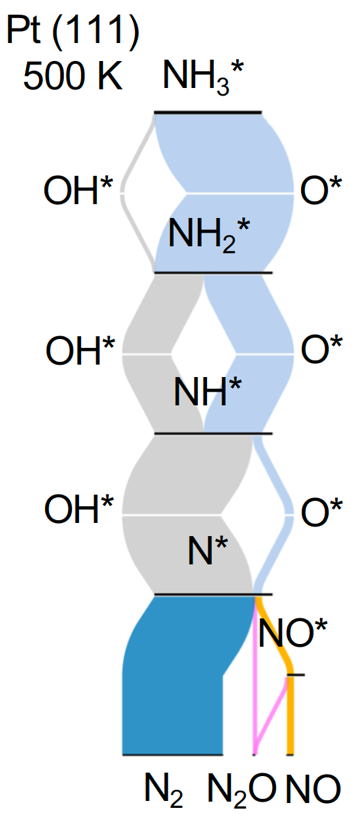 Pt (111)
500 K NH₃*
OH* O*
NH₂*
OH* O*
NH*
OH* O*
N*
NO*
N₂ N₂O NO